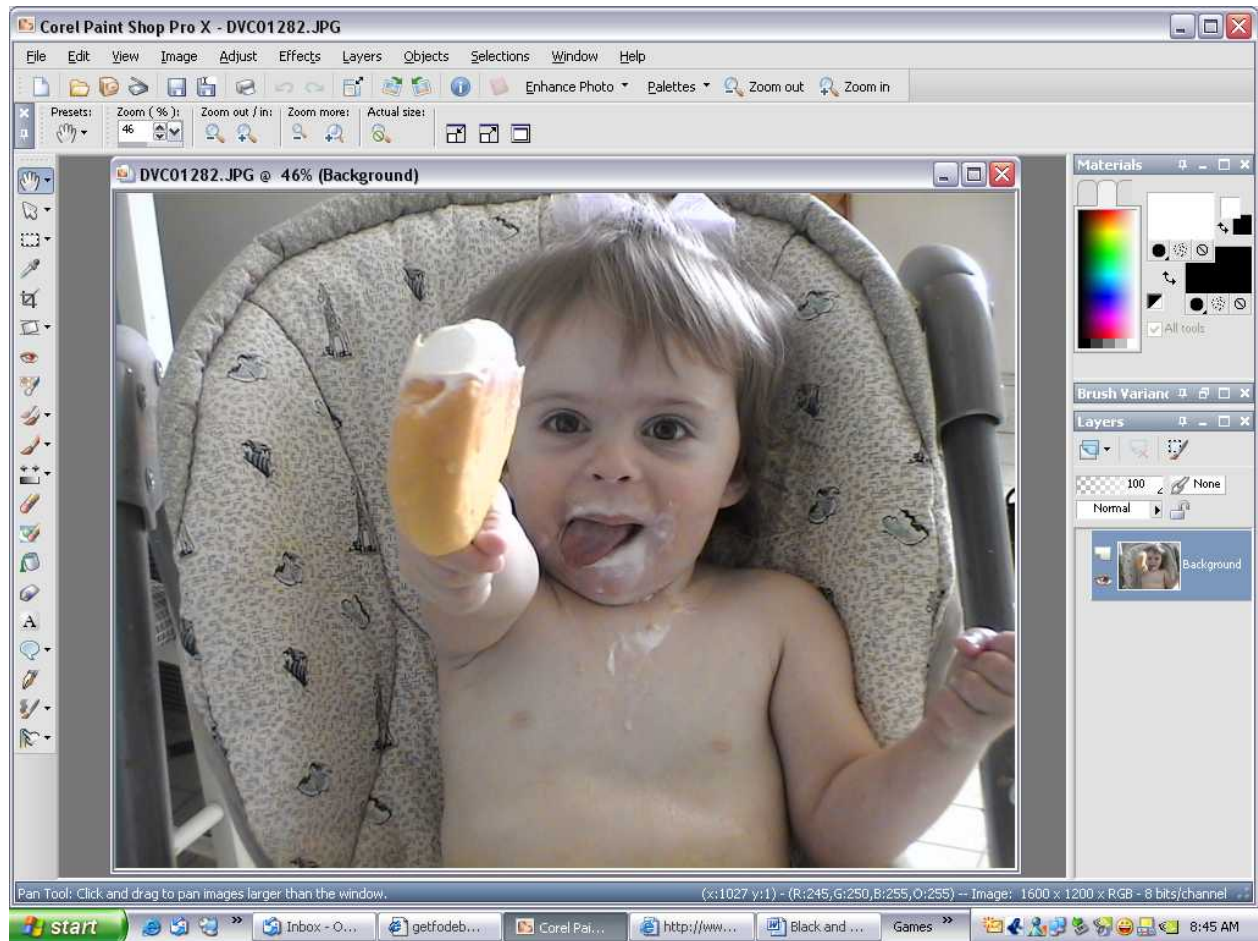 Corel Paint Shop Pro X - DVC01282.JPG
File Edit View Image Adjust Effects Layers Objects Selections Window Help
Enhance Photo Palettes Zoom out Zoom in
Presets: Zoom ( % ): Zoom out / in: Zoom more: Actual size:
46
DVC01282.JPG @ 46% (Background)
Materials
All tools
Brush Varianc
Layers
100 None
Normal
Background
A
Pan Tool: Click and drag to pan images larger than the window.
(x:1027 y:1) - (R:245,G:250,B:255,O:255) -- Image: 1600 x 1200 x RGB - 8 bits/channel
start Inbox - O... getfodeb... Corel Pai... http://ww... Black and ... Games 8:45 AM